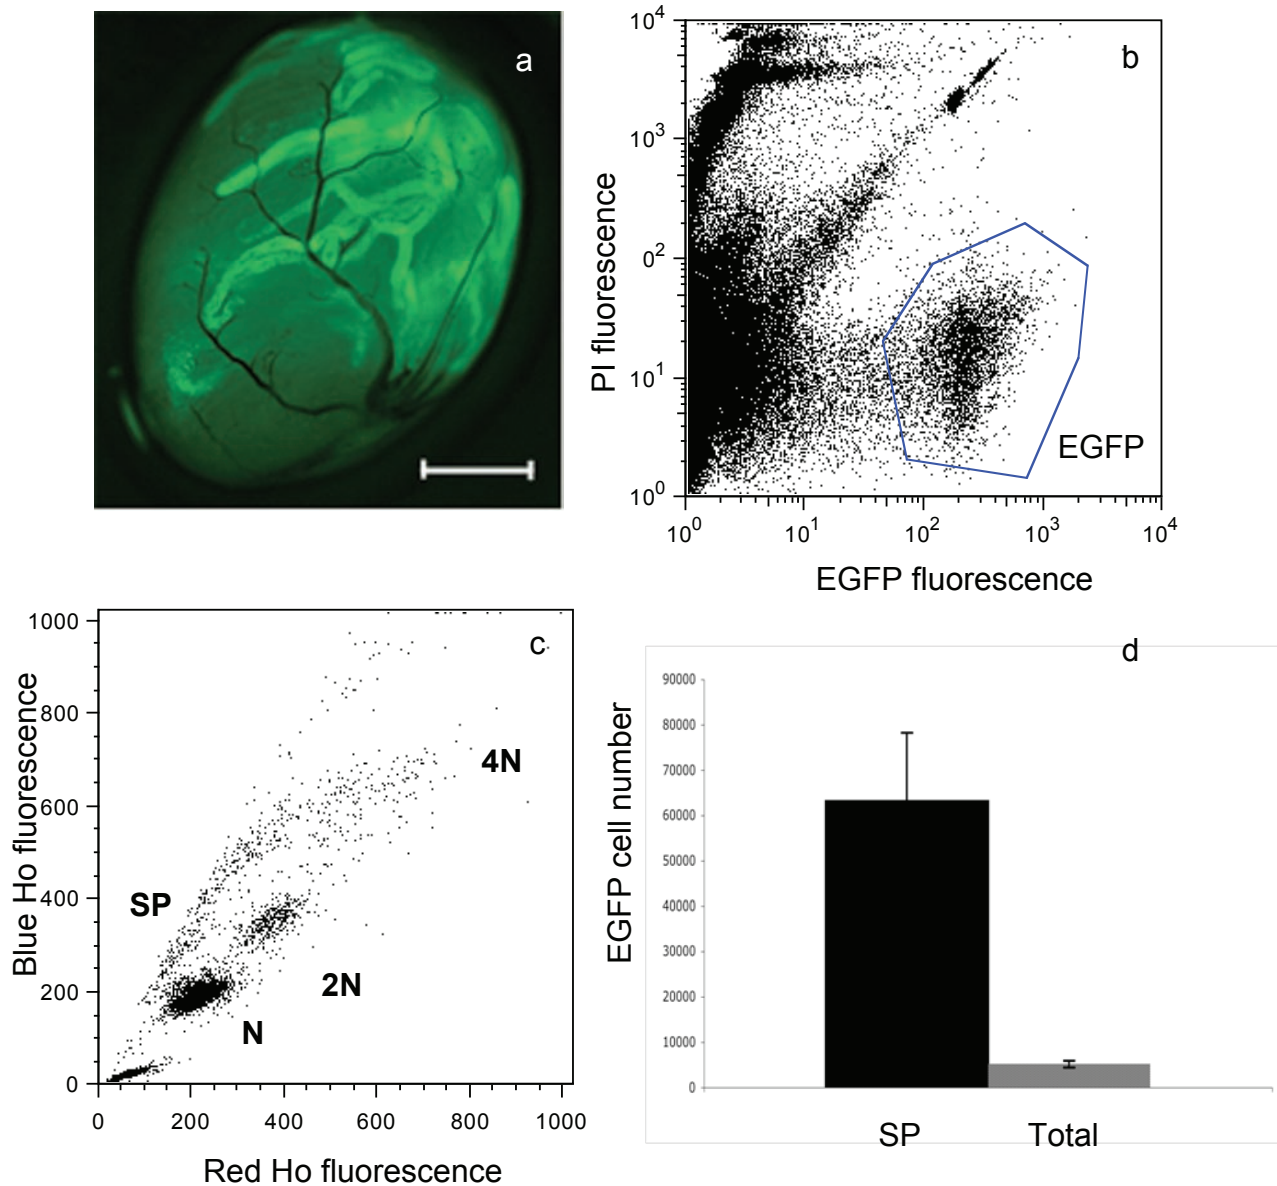 a
b
10⁴
10³
10²
10¹
10⁰
PI fluorescence
EGFP
10⁰ 10¹ 10² 10³ 10⁴
EGFP fluorescence
c
1000
800
600
400
200
0
Blue Ho fluorescence
4N
SP
2N
N
0 200 400 600 800 1000
Red Ho fluorescence
d
90000
80000
70000
60000
50000
40000
30000
20000
10000
0
EGFP cell number
SP Total